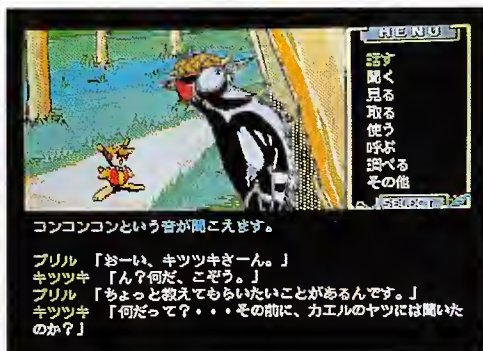 MENU
話す
聞く
見る
取る
使う
呼ぶ
調べる
その他
SELECT
コンコンコンという音が聞こえます。
プリル 「おーい、キツツキさーん。」
キツツキ 「ん？何だ、こぞう。」
プリル 「ちょっと教えてもらいたいことがあるんです。」
キツツキ 「何だって？・・・その前に、カエルのヤツには聞いた
のか？」